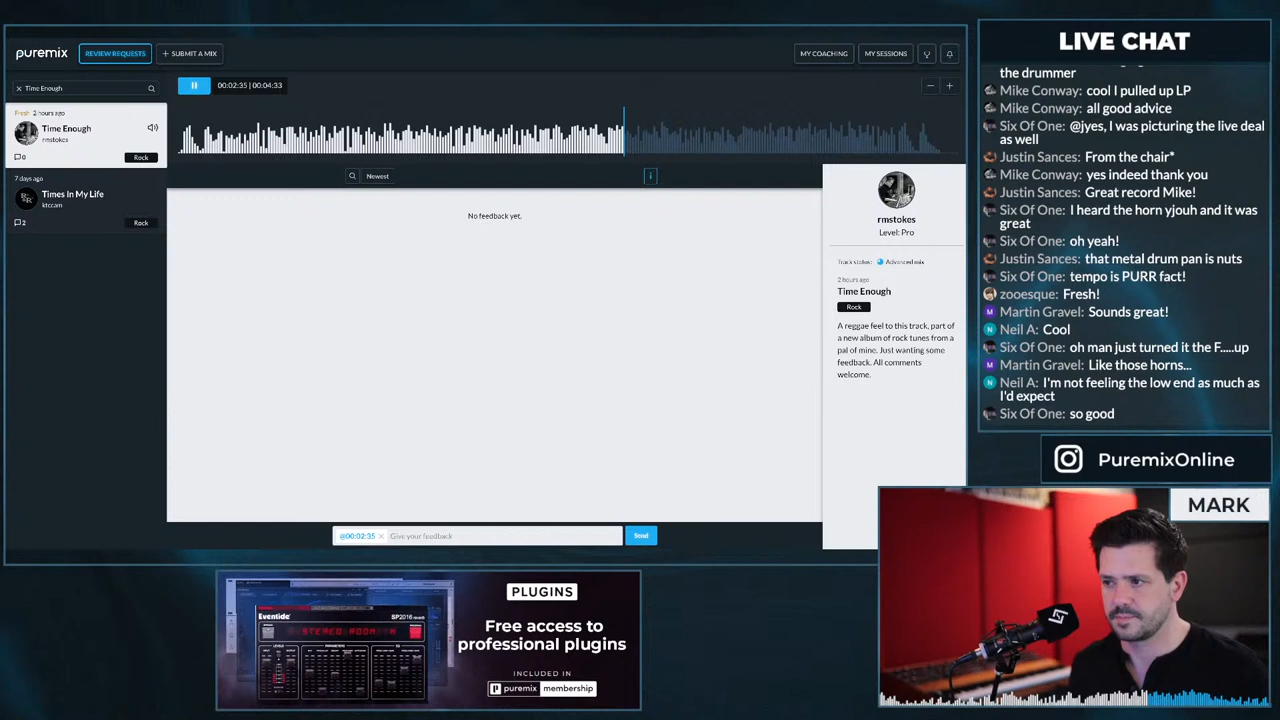 puremix
REVIEW REQUESTS
+ SUBMIT A MIX
MY COACHING
MY SESSIONS
× Time Enough
00:02:35 | 00:04:33
Fresh 2 hours ago
Time Enough
rmstokes
0
Rock
7 days ago
Times In My Life
ktccam
2
Rock
Newest
No feedback yet.
rmstokes
Level: Pro
Track status: Advanced mix
2 hours ago
Time Enough
Rock
A reggae feel to this track, part of
a new album of rock tunes from a
pal of mine. Just wanting some
feedback. All comments
welcome.
@00:02:35 ×
Give your feedback
Send
LIVE CHAT
the drummer
Mike Conway: cool I pulled up LP
Mike Conway: all good advice
Six Of One: @jyes, I was picturing the live deal
as well
Justin Sances: From the chair*
Mike Conway: yes indeed thank you
Justin Sances: Great record Mike!
Six Of One: I heard the horn yjouh and it was
great
Six Of One: oh yeah!
Justin Sances: that metal drum pan is nuts
Six Of One: tempo is PURR fact!
zooesque: Fresh!
Martin Gravel: Sounds great!
Neil A: Cool
Six Of One: oh man just turned it the F.....up
Martin Gravel: Like those horns...
Neil A: I'm not feeling the low end as much as
I'd expect
Six Of One: so good
PuremixOnline
MARK
Eventide
SP2016 reverb
STEREO ROOM
PLUGINS
Free access to
professional plugins
INCLUDED IN
puremix membership